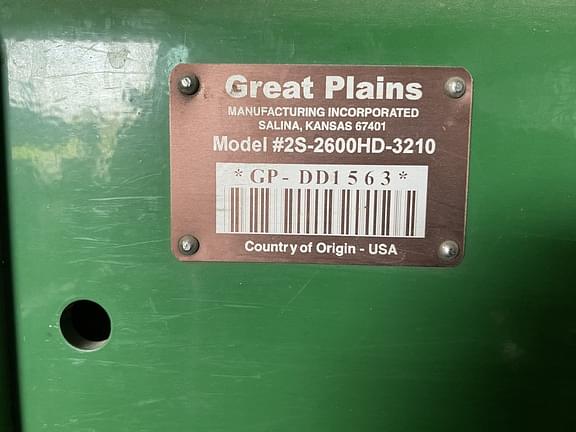 Great Plains
MANUFACTURING INCORPORATED
SALINA, KANSAS 67401
Model #2S-2600HD-3210
*GP-DD1563*
Country of Origin - USA